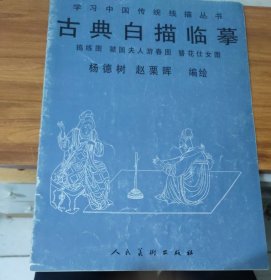 学习中国传统线描丛书
古典白描临摹
捣练图 虢国夫人游春图 簪花仕女图
杨德树 赵栗晖 编绘
人民美术出版社